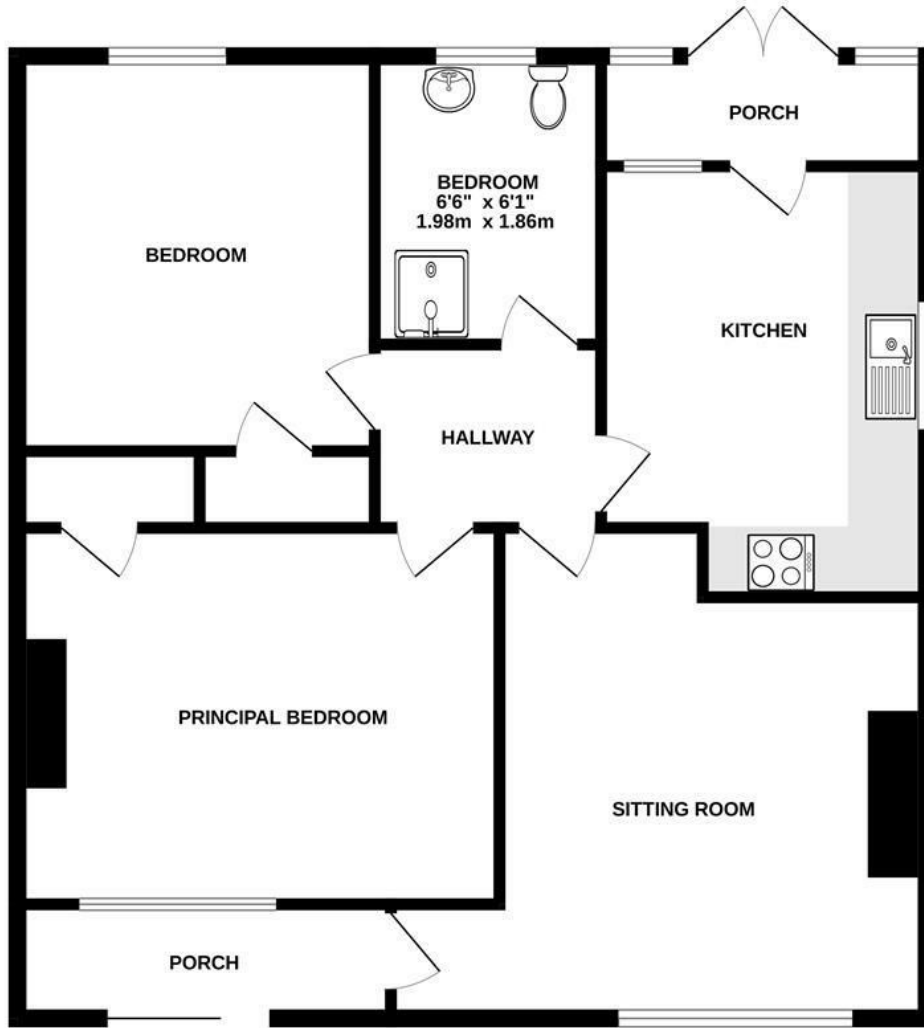 PORCH
BEDROOM
6'6" x 6'1"
1.98m x 1.86m
BEDROOM
KITCHEN
HALLWAY
PRINCIPAL BEDROOM
SITTING ROOM
PORCH